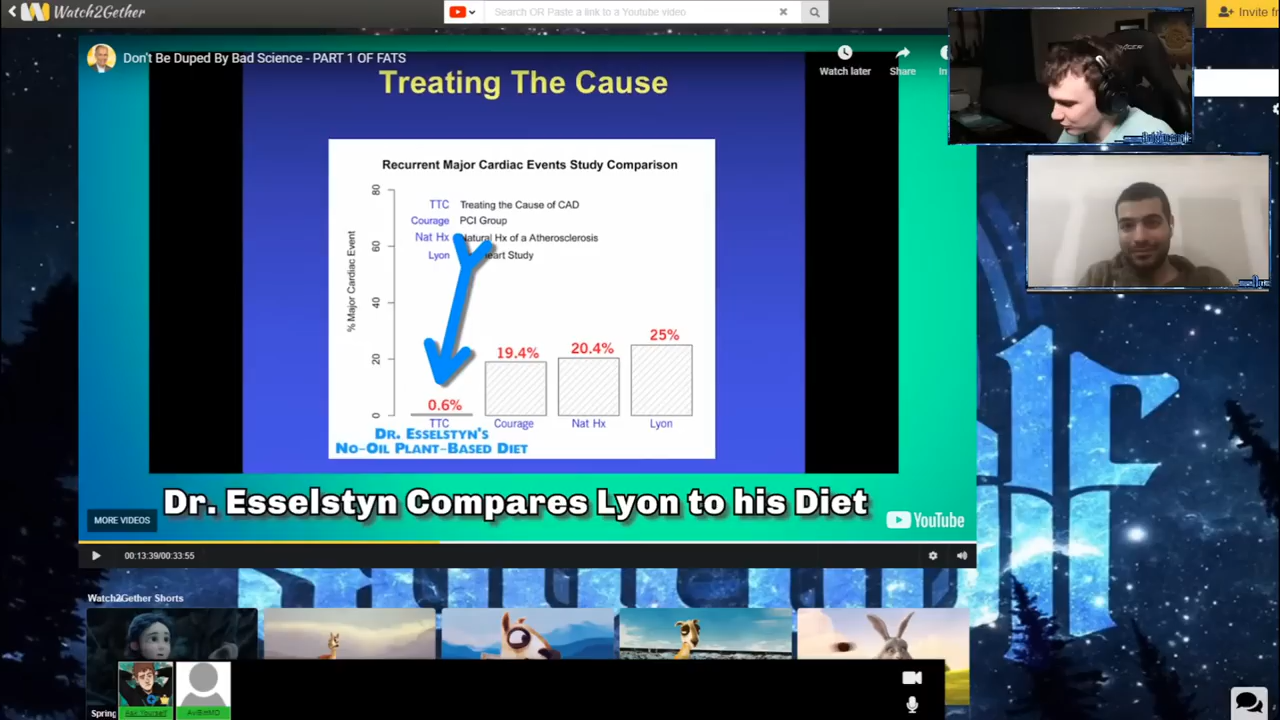 Watch2Gether
Search OR Paste a link to a Youtube video
Invite fr
Don't Be Duped By Bad Science - PART 1 OF FATS
Watch later
Share
In
Treating The Cause
Recurrent Major Cardiac Events Study Comparison
TTC Treating the Cause of CAD
Courage PCI Group
Nat Hx Natural Hx of a Atherosclerosis
Lyon eart Study
% Major Cardiac Event
80
60
40
20
0
0.6%
19.4%
20.4%
25%
TTC
Courage
Nat Hx
Lyon
DR. ESSELSTYN'S
NO-OIL PLANT-BASED DIET
Dr. Esselstyn Compares Lyon to his Diet
MORE VIDEOS
YouTube
00:13:39/00:33:55
Watch2Gether Shorts
Spring
Ask Yourself
AviBittMD